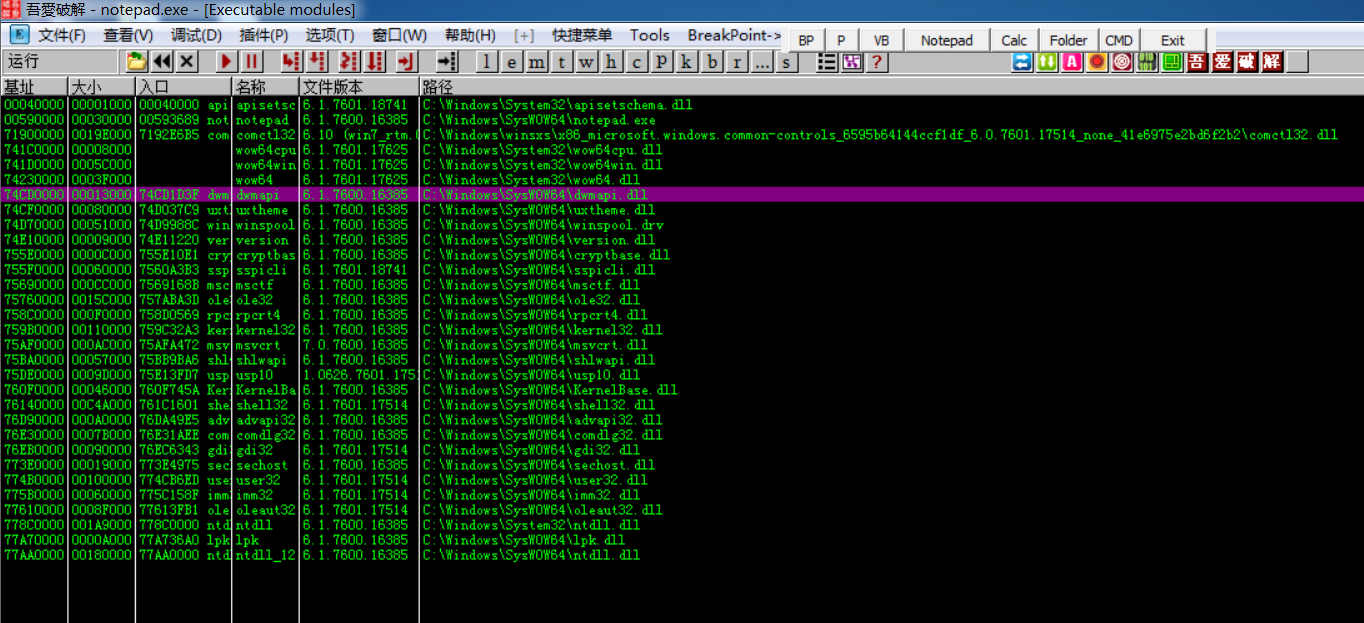 吾愛破解 - notepad.exe - [Executable modules]
文件(F) 查看(V) 调试(D) 插件(P) 选项(T) 窗口(W) 帮助(H) [+] 快捷菜单 Tools BreakPoint-> BP P VB Notepad Calc Folder CMD Exit
运行 l e m t w h c P k b r ... s ? A 吾 爱 破 解
基址 大小 入口 名称 文件版本 路径
00040000 00001000 00040000 api apisetsc 6.1.7601.18741 C:\Windows\System32\apisetschema.dll
00590000 00030000 00593689 not notepad 6.1.7600.16385 C:\Windows\SysWOW64\notepad.exe
71900000 0019E000 7192E6B5 com comctl32 6.10 (win7_rtm.( C:\Windows\winsxs\x86_microsoft.windows.common-controls_6595b64144ccf1df_6.0.7601.17514_none_41e6975e2bd6f2b2\comctl32.dll
741C0000 00008000 wow64cpu 6.1.7601.17625 C:\Windows\System32\wow64cpu.dll
741D0000 0005C000 wow64win 6.1.7601.17625 C:\Windows\System32\wow64win.dll
74230000 0003F000 wow64 6.1.7601.17625 C:\Windows\System32\wow64.dll
74CD0000 00013000 74CD1D3F dwm dwmapi 6.1.7600.16385 C:\Windows\SysWOW64\dwmapi.dll
74CF0000 00080000 74D037C9 uxt uxtheme 6.1.7600.16385 C:\Windows\SysWOW64\uxtheme.dll
74D70000 00051000 74D9988C win winspool 6.1.7600.16385 C:\Windows\SysWOW64\winspool.drv
74E10000 00009000 74E11220 ver version 6.1.7600.16385 C:\Windows\SysWOW64\version.dll
755E0000 0000C000 755E10E1 cry cryptbas 6.1.7600.16385 C:\Windows\SysWOW64\cryptbase.dll
755F0000 00060000 7560A3B3 ssp sspicli 6.1.7601.18741 C:\Windows\SysWOW64\sspicli.dll
75690000 000CC000 7569168B msc msctf 6.1.7600.16385 C:\Windows\SysWOW64\msctf.dll
75760000 0015C000 757ABA3D ole ole32 6.1.7600.16385 C:\Windows\SysWOW64\ole32.dll
758C0000 000F0000 758D0569 rpc rpcrt4 6.1.7600.16385 C:\Windows\SysWOW64\rpcrt4.dll
759B0000 00110000 759C32A3 ker kernel32 6.1.7600.16385 C:\Windows\SysWOW64\kernel32.dll
75AF0000 000AC000 75AFA472 msv msvcrt 7.0.7600.16385 C:\Windows\SysWOW64\msvcrt.dll
75BA0000 00057000 75BB9BA6 shl shlwapi 6.1.7600.16385 C:\Windows\SysWOW64\shlwapi.dll
75DE0000 0009D000 75E13FD7 usp usp10 1.0626.7601.175 C:\Windows\SysWOW64\usp10.dll
760F0000 00046000 760F745A Ker KernelBa 6.1.7600.16385 C:\Windows\SysWOW64\KernelBase.dll
76140000 00C4A000 761C1601 she shell32 6.1.7601.17514 C:\Windows\SysWOW64\shell32.dll
76D90000 000A0000 76DA49E5 adv advapi32 6.1.7600.16385 C:\Windows\SysWOW64\advapi32.dll
76E30000 0007B000 76E31AEE com comdlg32 6.1.7600.16385 C:\Windows\SysWOW64\comdlg32.dll
76EB0000 00090000 76EC6343 gdi gdi32 6.1.7601.17514 C:\Windows\SysWOW64\gdi32.dll
773E0000 00019000 773E4975 sec sechost 6.1.7600.16385 C:\Windows\SysWOW64\sechost.dll
774B0000 00100000 774CB6ED use user32 6.1.7601.17514 C:\Windows\SysWOW64\user32.dll
775B0000 00060000 775C158F imm imm32 6.1.7601.17514 C:\Windows\SysWOW64\imm32.dll
77610000 0008F000 77613FB1 ole oleaut32 6.1.7601.17514 C:\Windows\SysWOW64\oleaut32.dll
778C0000 001A9000 778C0000 ntd ntdll 6.1.7600.16385 C:\Windows\System32\ntdll.dll
77A70000 0000A000 77A736A0 lpk lpk 6.1.7600.16385 C:\Windows\SysWOW64\lpk.dll
77AA0000 00180000 77AA0000 ntd ntdll_12 6.1.7600.16385 C:\Windows\SysWOW64\ntdll.dll